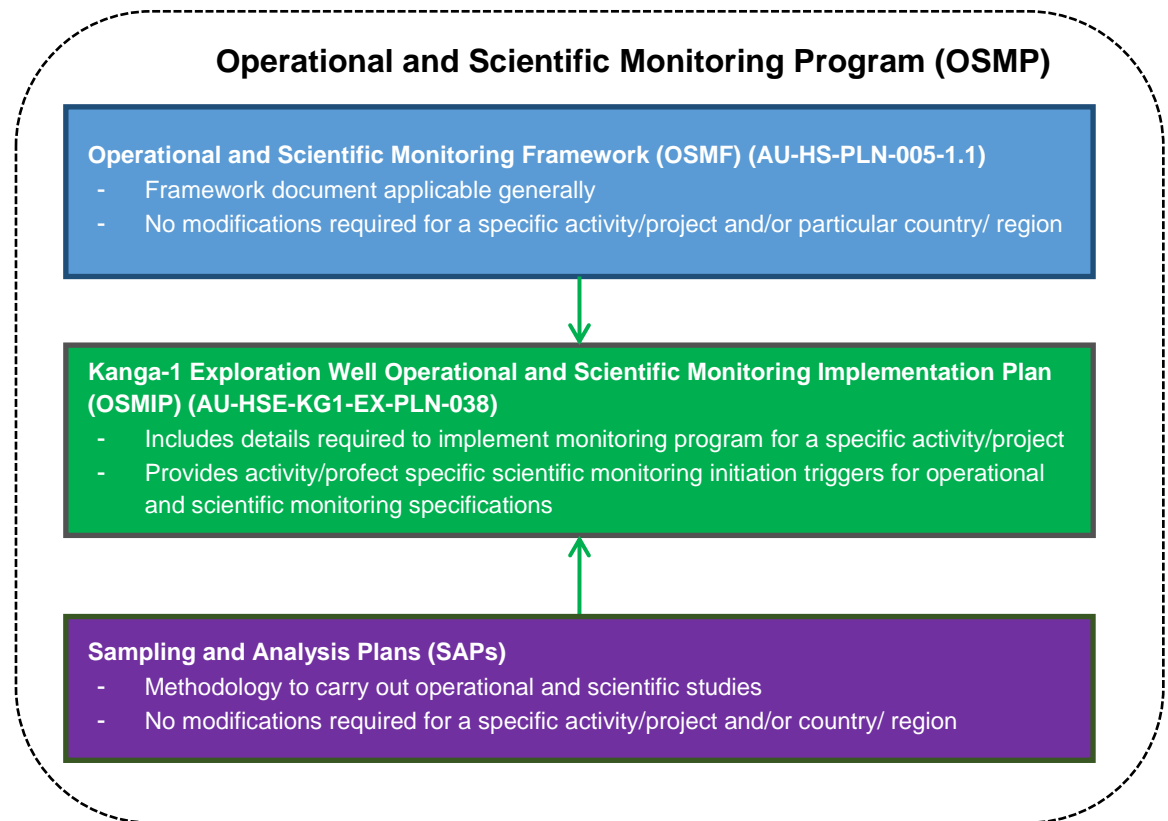 Operational and Scientific Monitoring Program (OSMP)
Operational and Scientific Monitoring Framework (OSMF) (AU-HS-PLN-005-1.1)
- Framework document applicable generally
- No modifications required for a specific activity/project and/or particular country/ region
Kanga-1 Exploration Well Operational and Scientific Monitoring Implementation Plan
(OSMIP) (AU-HSE-KG1-EX-PLN-038)
- Includes details required to implement monitoring program for a specific activity/project
- Provides activity/profect specific scientific monitoring initiation triggers for operational
and scientific monitoring specifications
Sampling and Analysis Plans (SAPs)
- Methodology to carry out operational and scientific studies
- No modifications required for a specific activity/project and/or country/ region